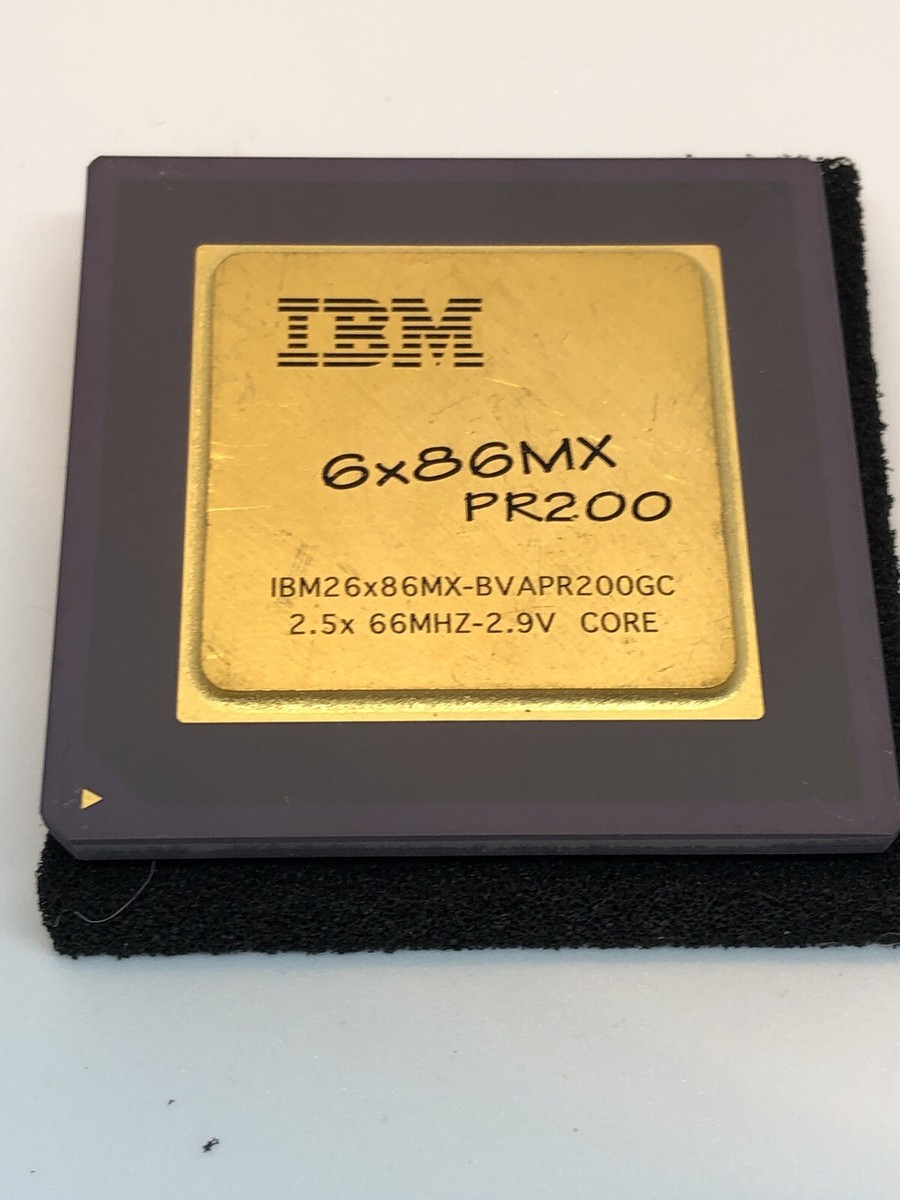 IBM
6x86MX
PR200
IBM26x86MX-BVAPR200GC
2.5x 66MHZ-2.9V CORE